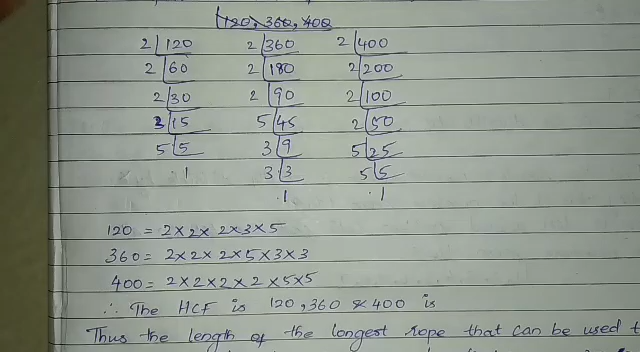 120, 360, 400
2 120 2 360 2 400
2 60 2 180 2 200
2 30 2 90 2 100
3 15 5 45 2 50
5 5 3 9 5 25
1 3 3 5 5
1 1
120 = 2×2×2×3×5
360 = 2×2×2×5×3×3
400 = 2×2×2×2×5×5
∴ The HCF is 120, 360 & 400 is
Thus the length of the longest rope that can be used t